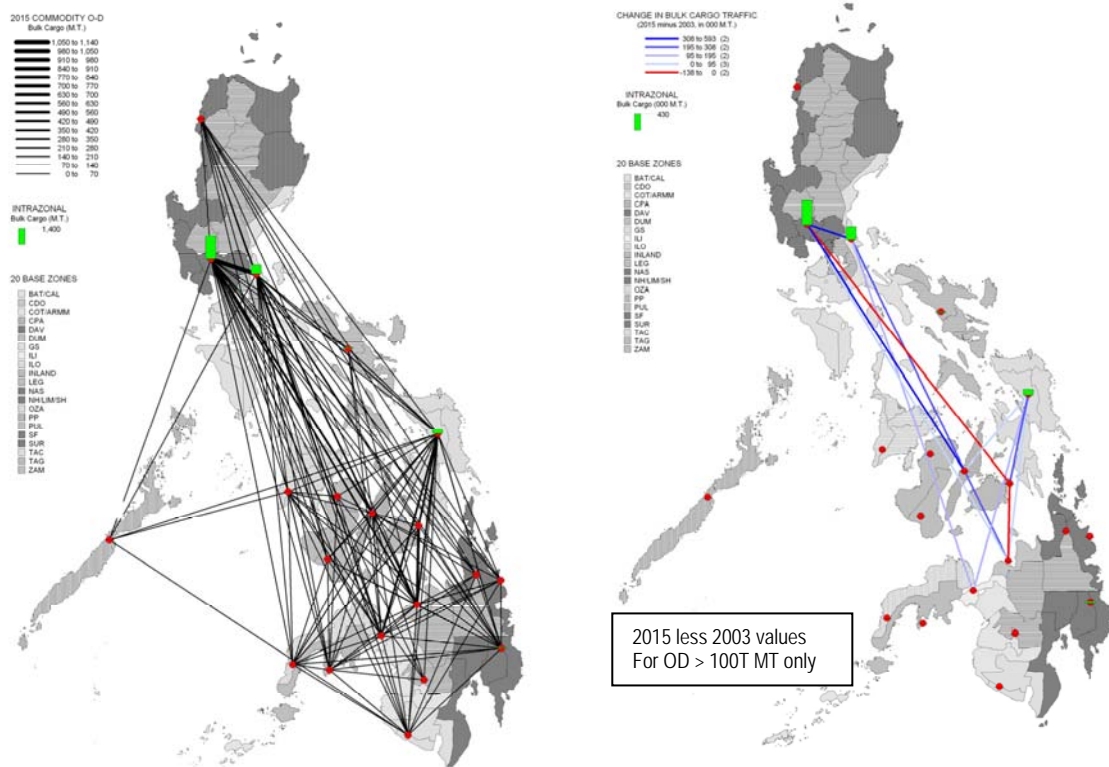 2015 COMMODITY O-D
Bulk Cargo (M.T.)
1,050 to 1,140
980 to 1,050
910 to 980
840 to 910
770 to 840
700 to 770
630 to 700
560 to 630
490 to 560
420 to 490
350 to 420
280 to 350
210 to 280
140 to 210
70 to 140
0 to 70
INTRAZONAL
Bulk Cargo (M.T.)
1,400
20 BASE ZONES
BAT/CAL
CDO
COT/ARMM
CPA
DAV
DUM
GS
ILI
ILO
INLAND
LEG
NAS
NH/LIM/SH
OZA
PP
PUL
SF
SUR
TAC
TAG
ZAM
CHANGE IN BULK CARGO TRAFFIC
(2015 minus 2003, in 000 M.T.)
308 to 593 (2)
195 to 308 (2)
95 to 195 (2)
0 to 95 (3)
-138 to 0 (2)
INTRAZONAL
Bulk Cargo (000 M.T.)
430
20 BASE ZONES
BAT/CAL
CDO
COT/ARMM
CPA
DAV
DUM
GS
ILI
ILO
INLAND
LEG
NAS
NH/LIM/SH
OZA
PP
PUL
SF
SUR
TAC
TAG
ZAM
2015 less 2003 values
For OD > 100T MT only